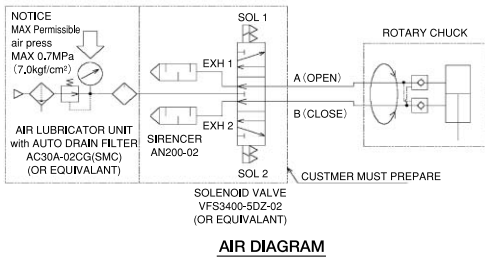 NOTICE
MAX Permissible
air press
MAX 0.7MPa
(7.0kgf/cm²)
SOL 1
EXH 1
ROTARY CHUCK
A (OPEN)
B (CLOSE)
AIR LUBRICATOR UNIT
with AUTO DRAIN FILTER
AC30A-02CG(SMC)
(OR EQUIVALANT)
SIRENCER
AN200-02
EXH 2
SOL 2
CUSTMER MUST PREPARE
SOLENOID VALVE
VFS3400-5DZ-02
(OR EQUIVALANT)
AIR DIAGRAM